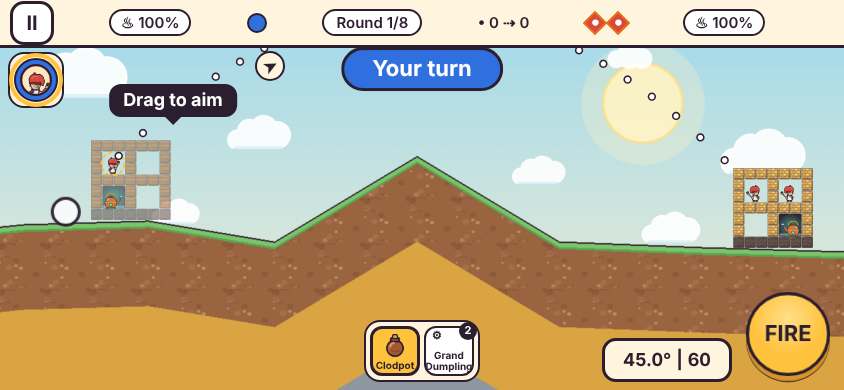 100%
Round 1/8
• 0 ⇢ 0
100%
Your turn
Drag to aim
2
Clodpot
Grand
Dumpling
45.0° | 60
FIRE